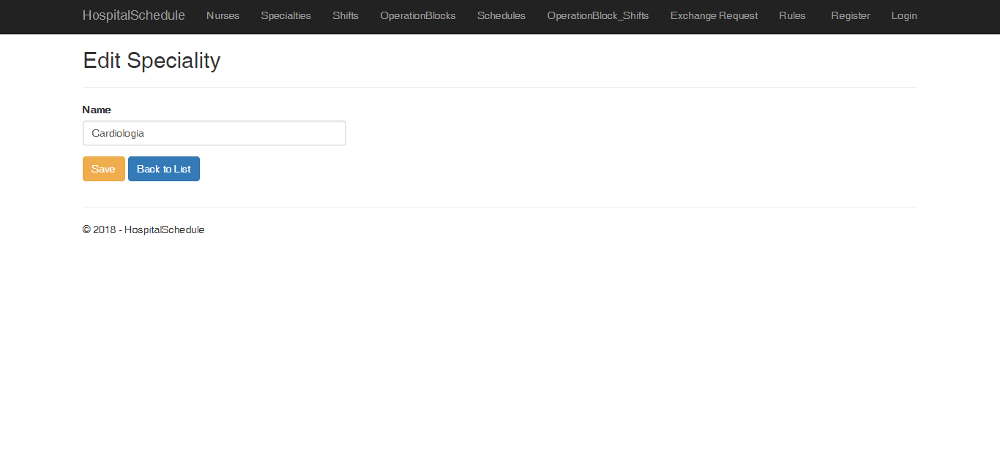 HospitalSchedule Nurses Specialties Shifts OperationBlocks Schedules OperationBlock_Shifts Exchange Request Rules Register Login
Edit Speciality
Name
Cardiologia
Save Back to List
© 2018 - HospitalSchedule